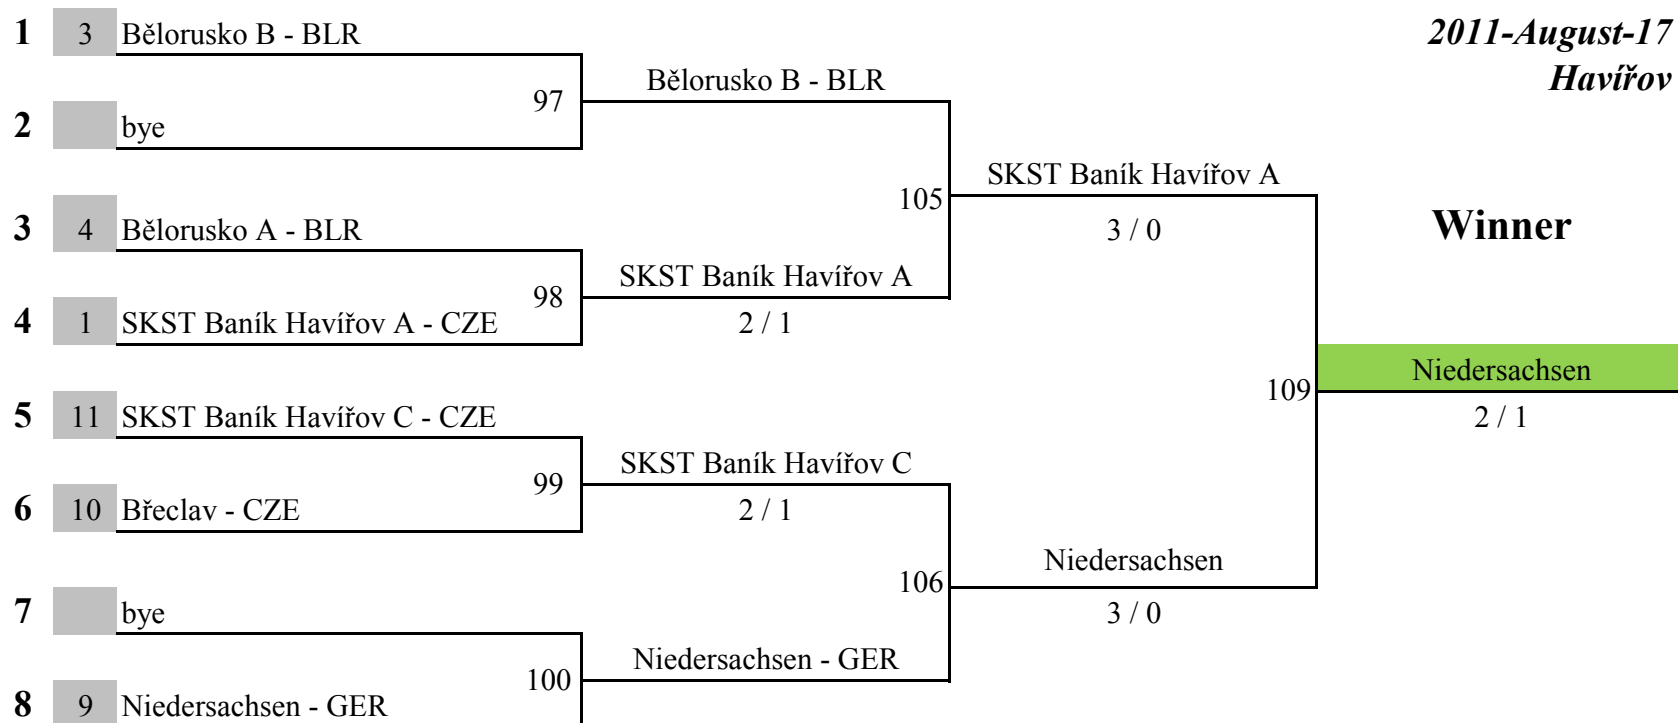 1 3 Bělorusko B - BLR
2011-August-17
Havířov
97
Bělorusko B - BLR
2 bye
105
SKST Baník Havířov A
3 / 0
3 4 Bělorusko A - BLR
98
SKST Baník Havířov A
2 / 1
4 1 SKST Baník Havířov A - CZE
Winner
109
Niedersachsen
2 / 1
5 11 SKST Baník Havířov C - CZE
99
SKST Baník Havířov C
2 / 1
6 10 Břeclav - CZE
106
Niedersachsen
3 / 0
7 bye
100
Niedersachsen - GER
8 9 Niedersachsen - GER